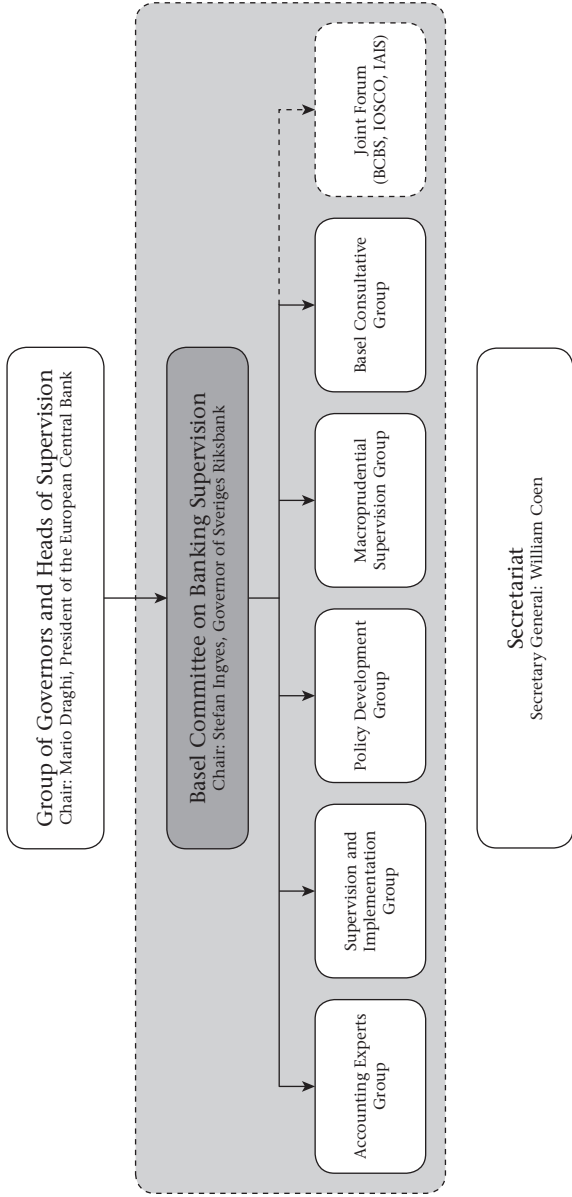 Group of Governors and Heads of Supervision
Chair: Mario Draghi, President of the European Central Bank
Basel Committee on Banking Supervision
Chair: Stefan Ingves, Governor of Sveriges Riksbank
Accounting Experts
Group
Supervision and
Implementation
Group
Policy Development
Group
Macroprudential
Supervision Group
Basel Consultative
Group
Joint Forum
(BCBS, IOSCO, IAIS)
Secretariat
Secretary General: William Coen